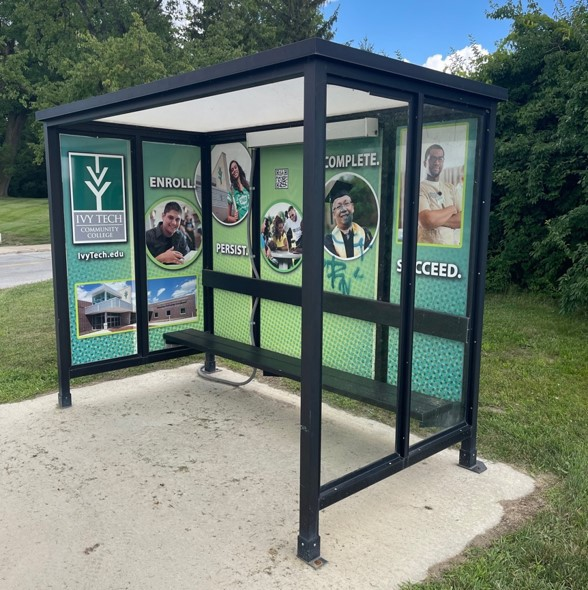 IVY TECH
COMMUNITY COLLEGE
IvyTech.edu
ENROLL.
PERSIST.
COMPLETE.
SUCCEED.